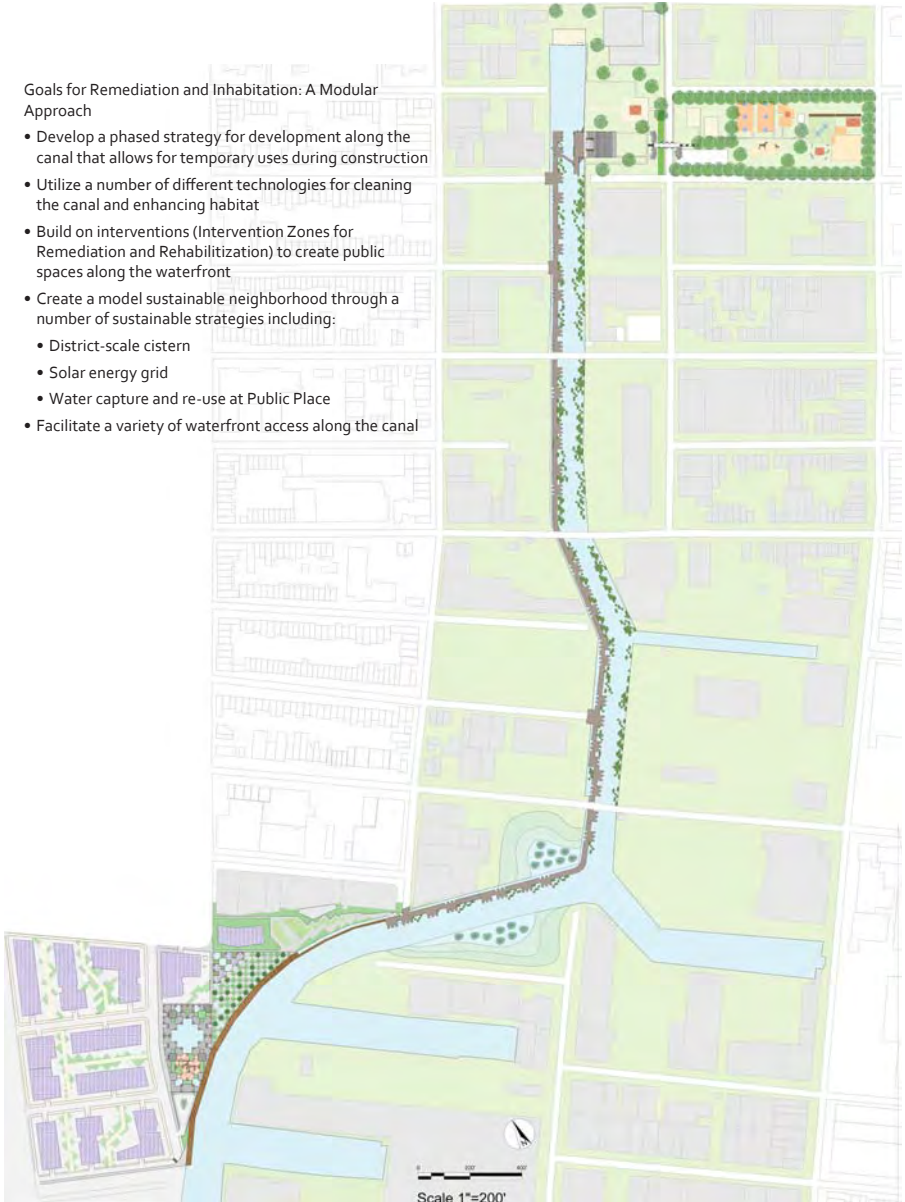 Goals for Remediation and Inhabitation: A Modular
Approach
• Develop a phased strategy for development along the
canal that allows for temporary uses during construction
• Utilize a number of different technologies for cleaning
the canal and enhancing habitat
• Build on interventions (Intervention Zones for
Remediation and Rehabilitization) to create public
spaces along the waterfront
• Create a model sustainable neighborhood through a
number of sustainable strategies including:
• District-scale cistern
• Solar energy grid
• Water capture and re-use at Public Place
• Facilitate a variety of waterfront access along the canal
N
Scale 1"=200'